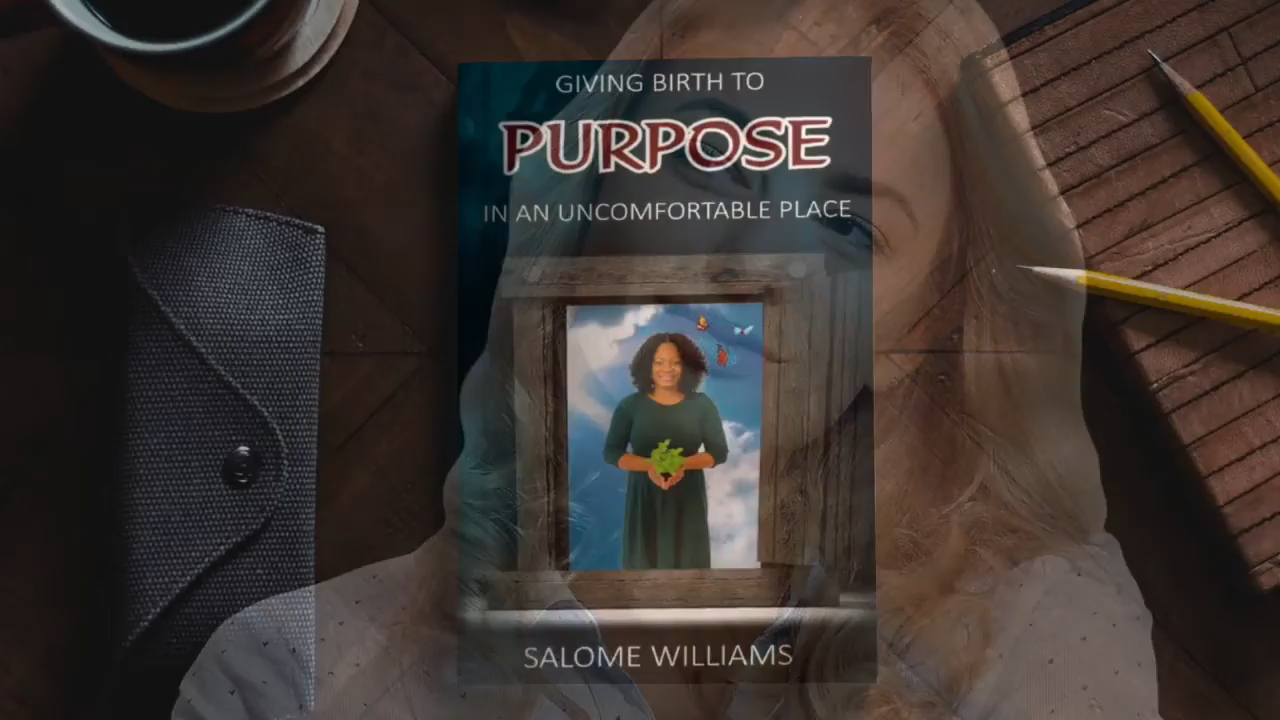 GIVING BIRTH TO
PURPOSE
IN AN UNCOMFORTABLE PLACE
SALOME WILLIAMS